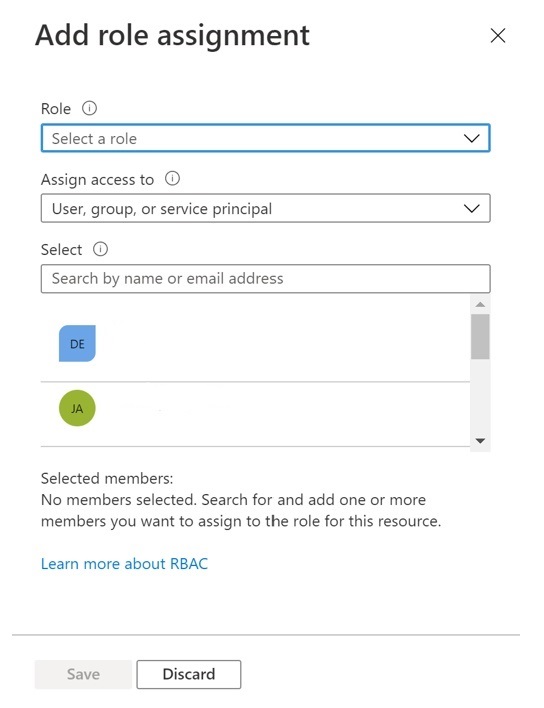 Add role assignment
Role
Select a role
Assign access to
User, group, or service principal
Select
Search by name or email address
DE
JA
Selected members:
No members selected. Search for and add one or more
members you want to assign to the role for this resource.
Learn more about RBAC
Save
Discard